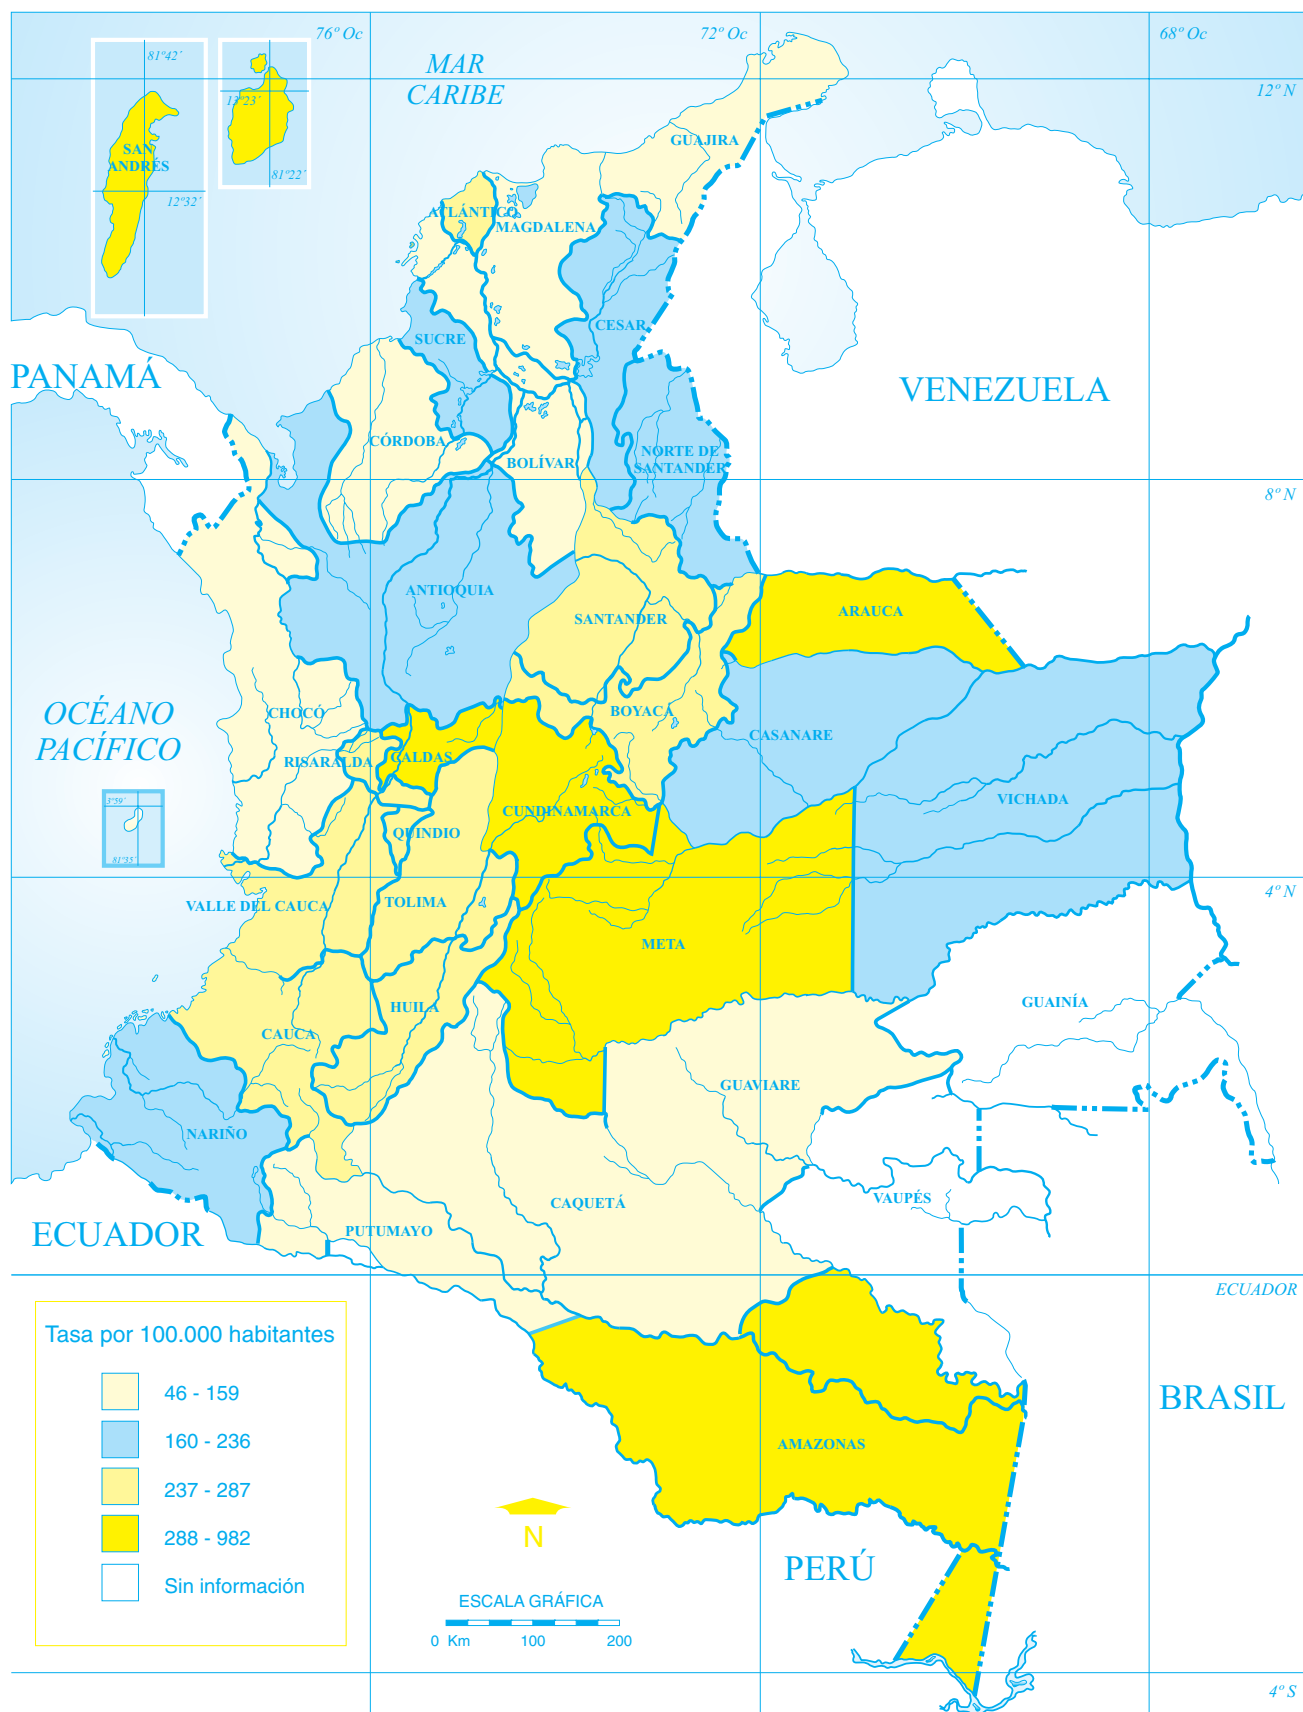 76º Oc
72º Oc
68º Oc
81º42´
MAR
CARIBE
12º N
13º23´
GUAJIRA
SAN
ANDRÉS
81º22´
12º32´
ATLÁNTICO
MAGDALENA
CESAR
SUCRE
PANAMÁ
VENEZUELA
CÓRDOBA
NORTE DE
SANTANDER
BOLÍVAR
8º N
ANTIOQUIA
ARAUCA
SANTANDER
OCÉANO
PACÍFICO
CHOCÓ
BOYACÁ
CASANARE
RISARALDA
CALDAS
3º59´
VICHADA
CUNDINAMARCA
QUINDIO
81º35´
4º N
VALLE DEL CAUCA
TOLIMA
META
HUILA
GUAINÍA
CAUCA
GUAVIARE
NARIÑO
VAUPÉS
CAQUETÁ
ECUADOR
PUTUMAYO
ECUADOR
Tasa por 100.000 habitantes
46 - 159
160 - 236
237 - 287
288 - 982
Sin información
BRASIL
AMAZONAS
N
PERÚ
ESCALA GRÁFICA
0 Km 100 200
4º S